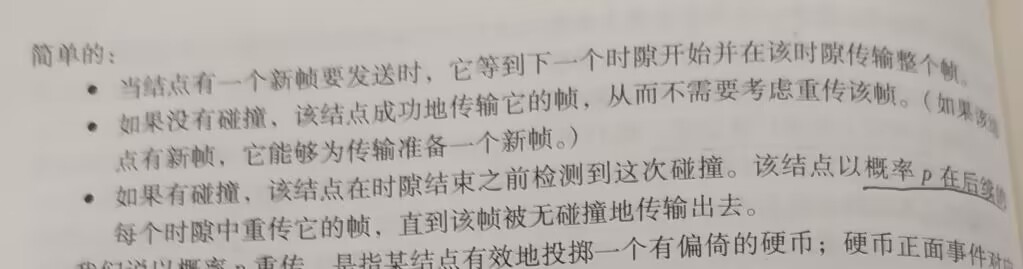 简单的:
• 当结点有一个新帧要发送时，它等到下一个时隙开始并在该时隙传输整个帧。
• 如果没有碰撞，该结点成功地传输它的帧，从而不需要考虑重传该帧。(如果该结
点有新帧，它能够为传输准备一个新帧。)
• 如果有碰撞，该结点在时隙结束之前检测到这次碰撞。该结点以概率 p 在后续的
每个时隙中重传它的帧，直到该帧被无碰撞地传输出去。
我们说以概率 p 重传，是指某结点有效地投掷一个有偏倚的硬币；硬币正面事件对应